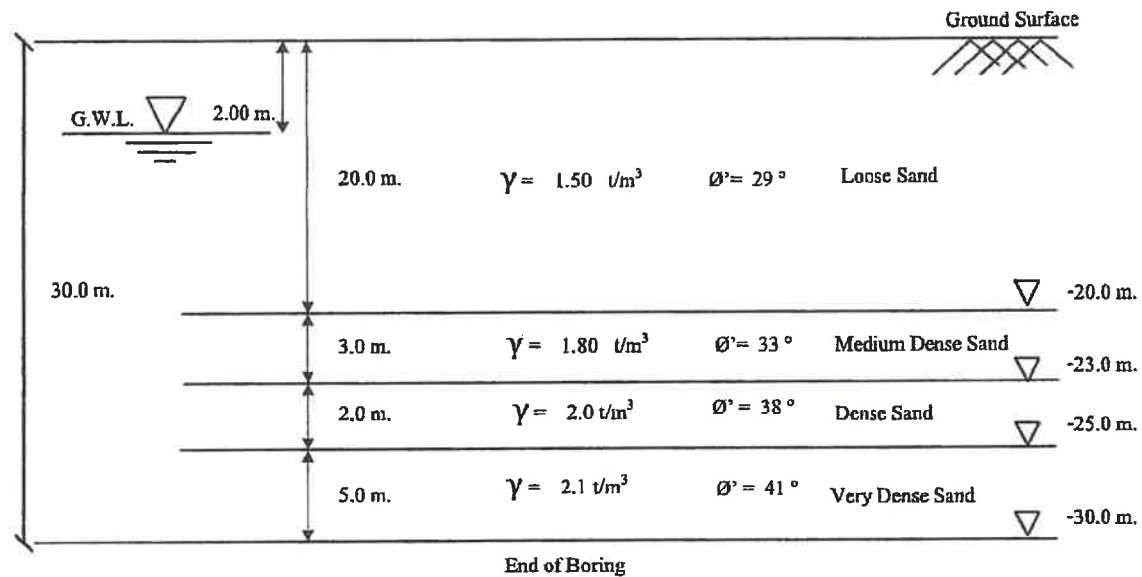 Ground Surface
G.W.L. 2.00 m.
20.0 m. γ = 1.50 t/m³ Ø'= 29 ° Loose Sand
30.0 m.
-20.0 m.
3.0 m. γ = 1.80 t/m³ Ø'= 33 ° Medium Dense Sand
-23.0 m.
2.0 m. γ = 2.0 t/m³ Ø' = 38 ° Dense Sand
-25.0 m.
5.0 m. γ = 2.1 t/m³ Ø' = 41 ° Very Dense Sand
-30.0 m.
End of Boring